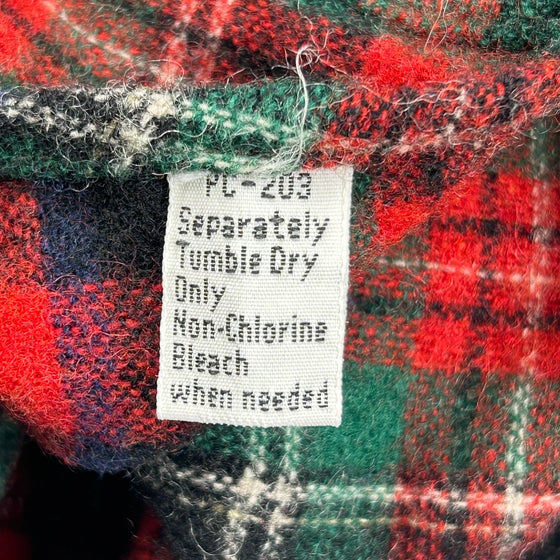 PC-203
Separately
Tumble Dry
Only
Non-Chlorine
Bleach
when needed